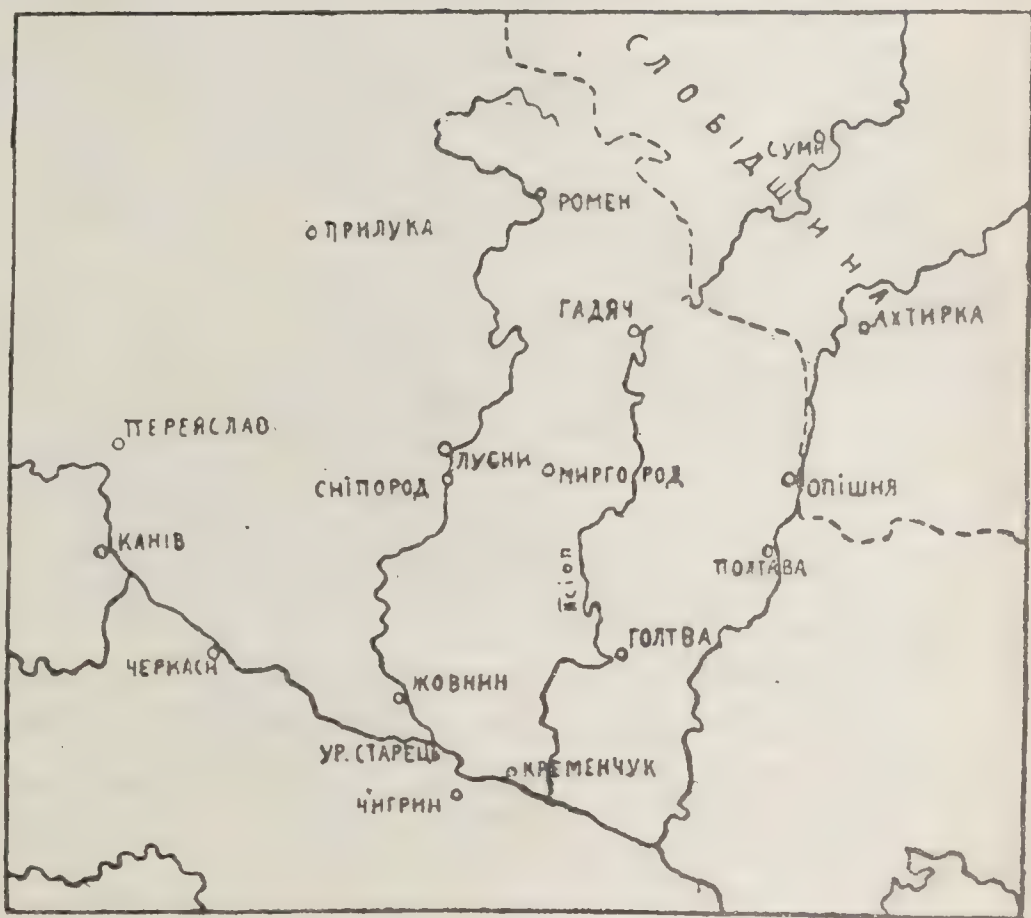 СЛОБІДЩИНА
СУМИ
РОМЕН
ПРИЛУКА
ГАДЯЧ
АХТИРКА
ПЕРЕЯСЛАВ
ЛУБНИ
МИРГОРОД
СНІПОРОД
ОПІШНЯ
КАНІВ
ПОЛТАВА
Псіол
ГОЛТВА
ЧЕРКАСИ
ЖОВНИН
УР. СТАРЕЦЬ
КРЕМЕНЧУК
ЧИГРИН